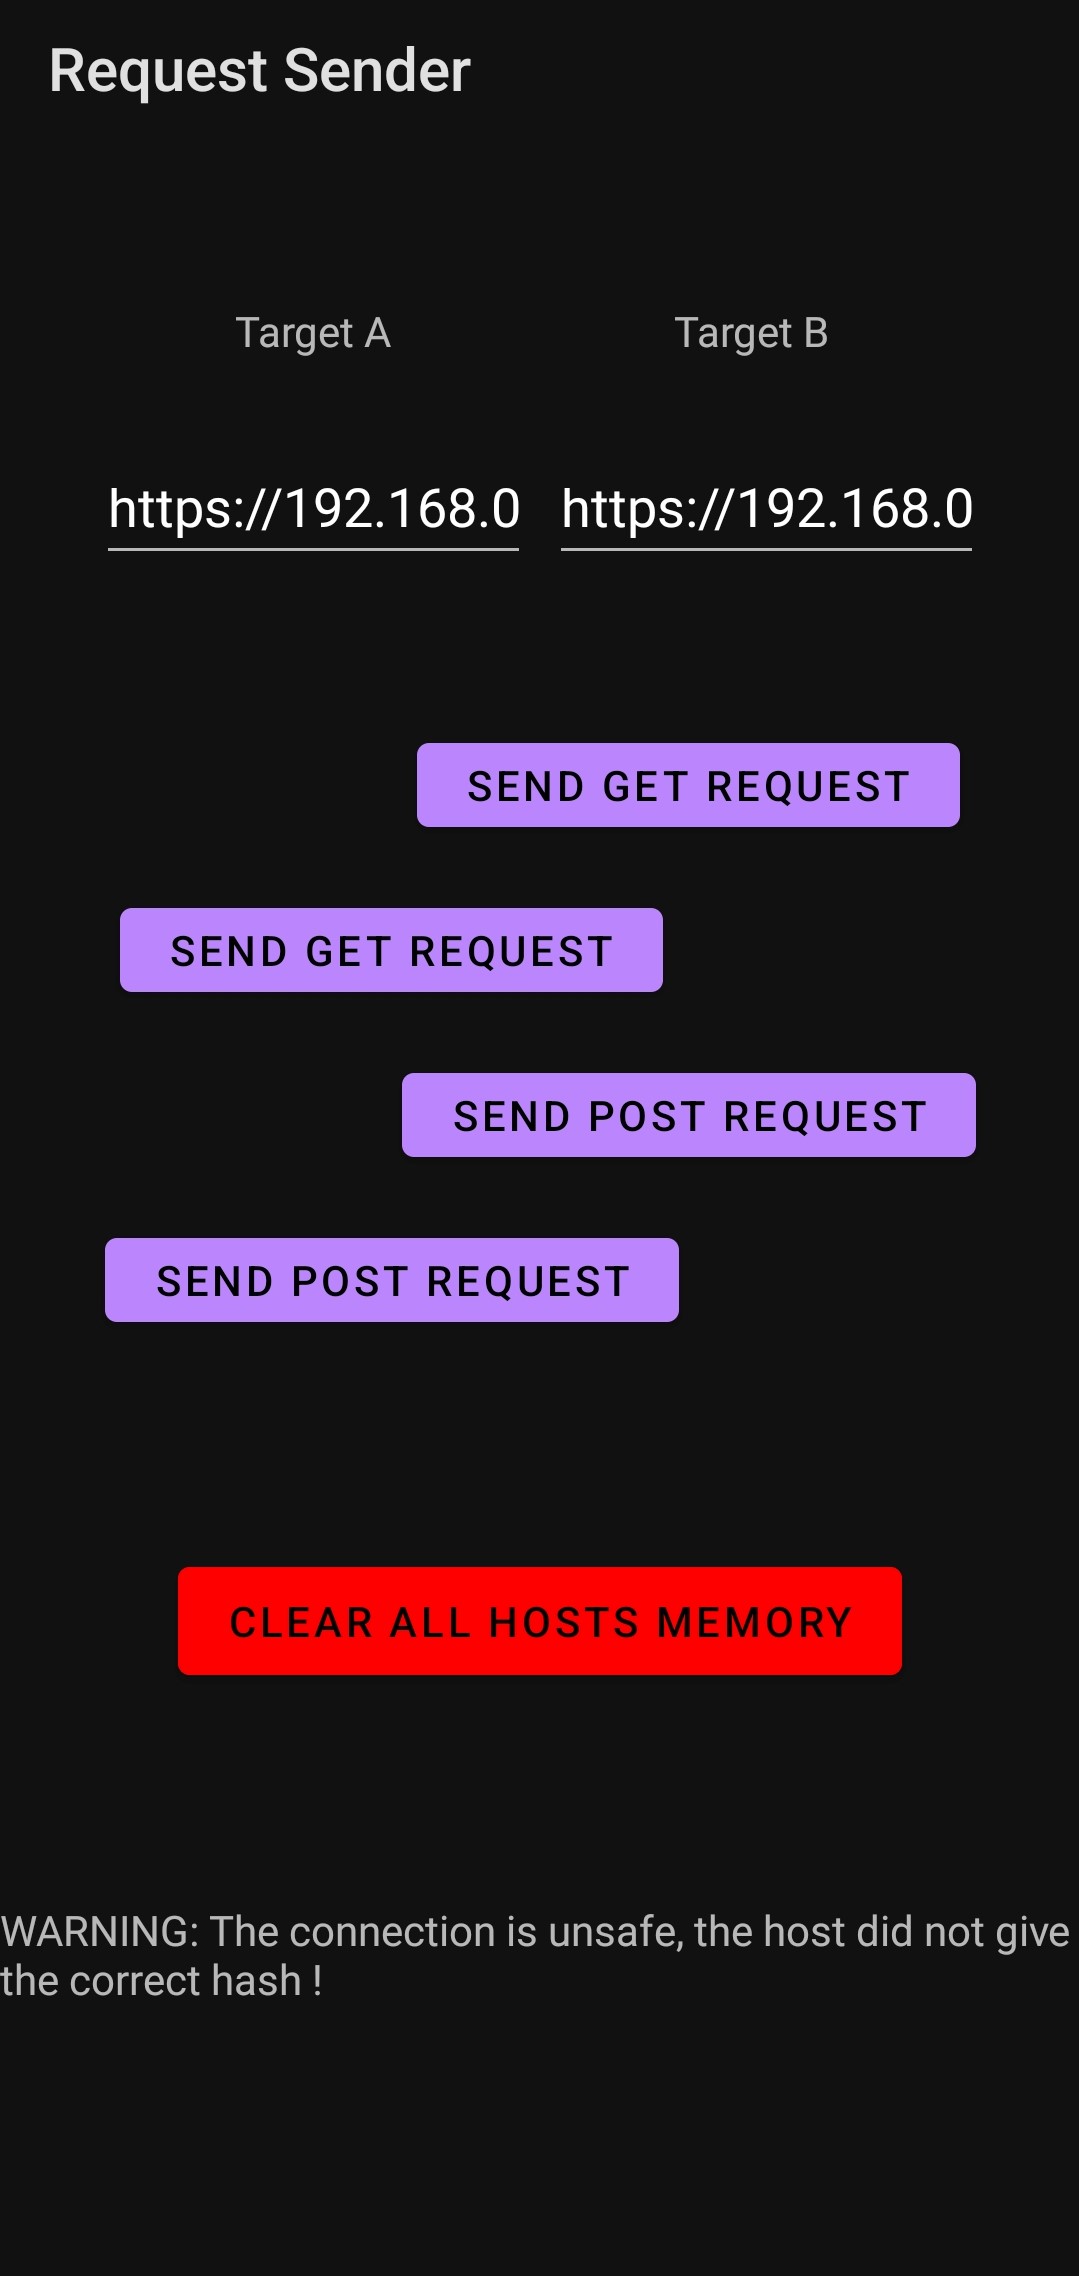 Request Sender
Target A
Target B
https://192.168.0
https://192.168.0
SEND GET REQUEST
SEND GET REQUEST
SEND POST REQUEST
SEND POST REQUEST
CLEAR ALL HOSTS MEMORY
WARNING: The connection is unsafe, the host did not give
the correct hash !